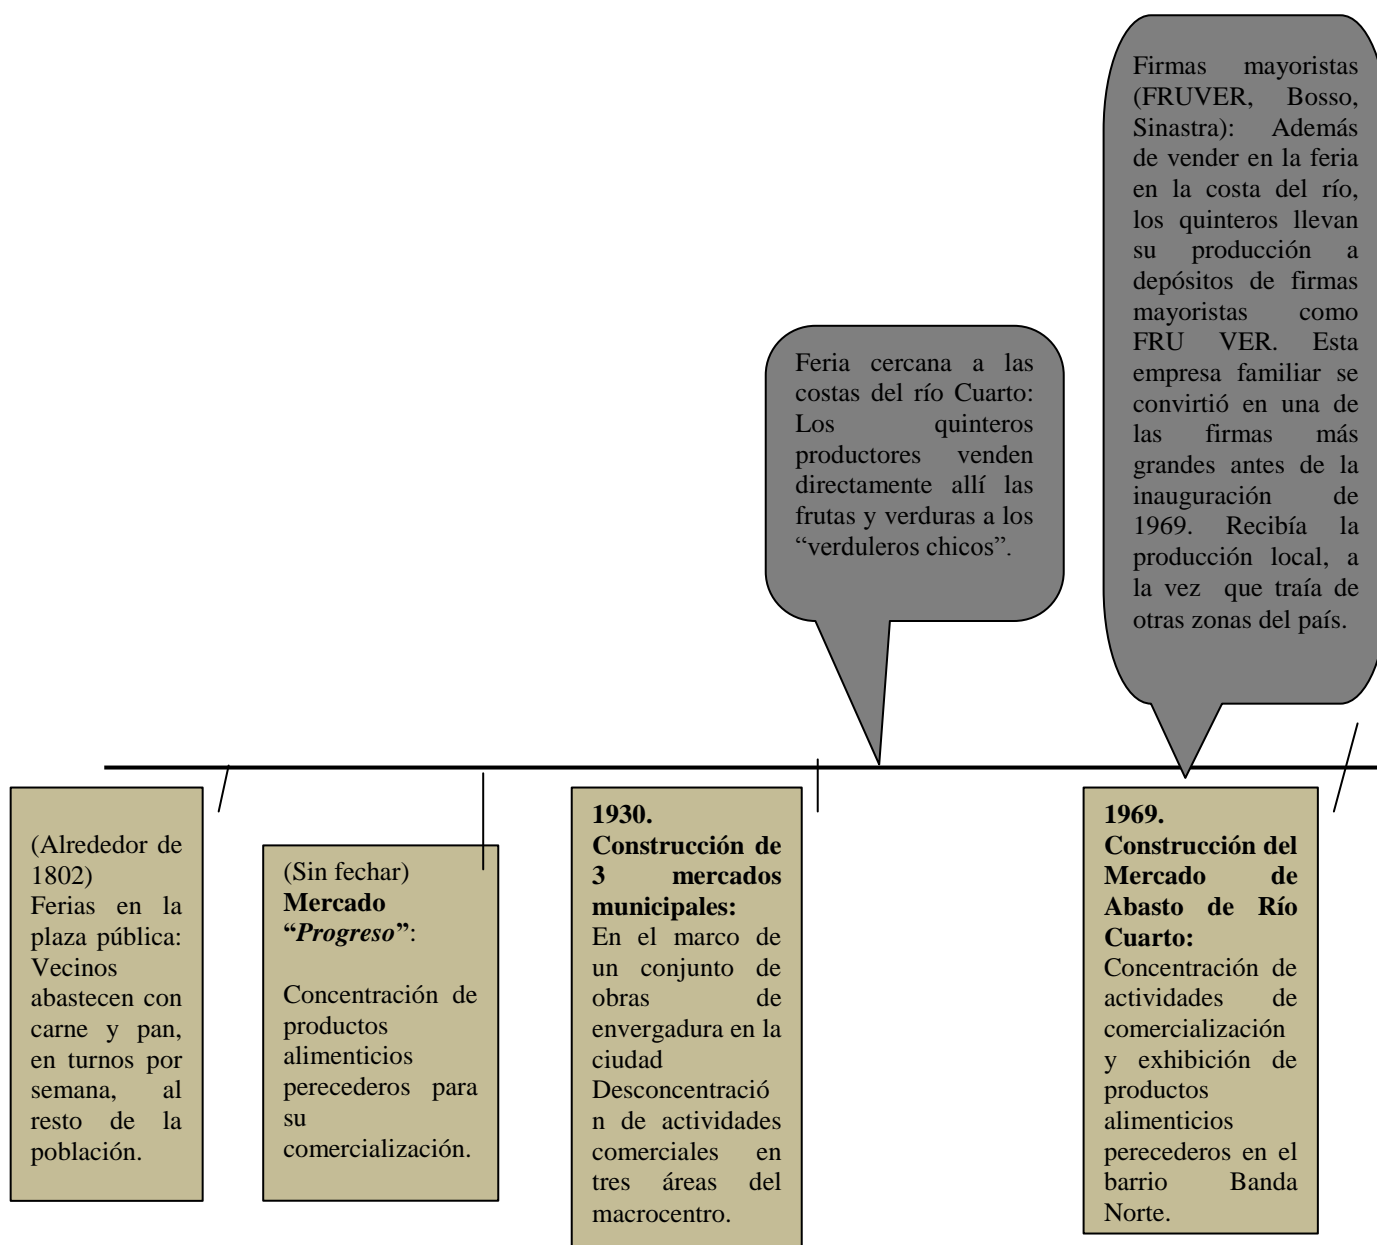 Firmas mayoristas
(FRUVER, Bosso,
Sinastra): Además
de vender en la feria
en la costa del río,
los quinteros llevan
su producción a
depósitos de firmas
mayoristas como
FRU VER. Esta
empresa familiar se
convirtió en una de
las firmas más
grandes antes de la
inauguración de
1969. Recibía la
producción local, a
la vez que traía de
otras zonas del país.
Feria cercana a las
costas del río Cuarto:
Los quinteros
productores venden
directamente allí las
frutas y verduras a los
“verduleros chicos”.
(Alrededor de
1802)
Ferias en la
plaza pública:
Vecinos
abastecen con
carne y pan,
en turnos por
semana, al
resto de la
población.
(Sin fechar)
Mercado
“Progreso”:
Concentración de
productos
alimenticios
perecederos para
su
comercialización.
1930.
Construcción de
3 mercados
municipales:
En el marco de
un conjunto de
obras de
envergadura en la
ciudad
Desconcentració
n de actividades
comerciales en
tres áreas del
macrocentro.
1969.
Construcción del
Mercado de
Abasto de Río
Cuarto:
Concentración de
actividades de
comercialización
y exhibición de
productos
alimenticios
perecederos en el
barrio Banda
Norte.